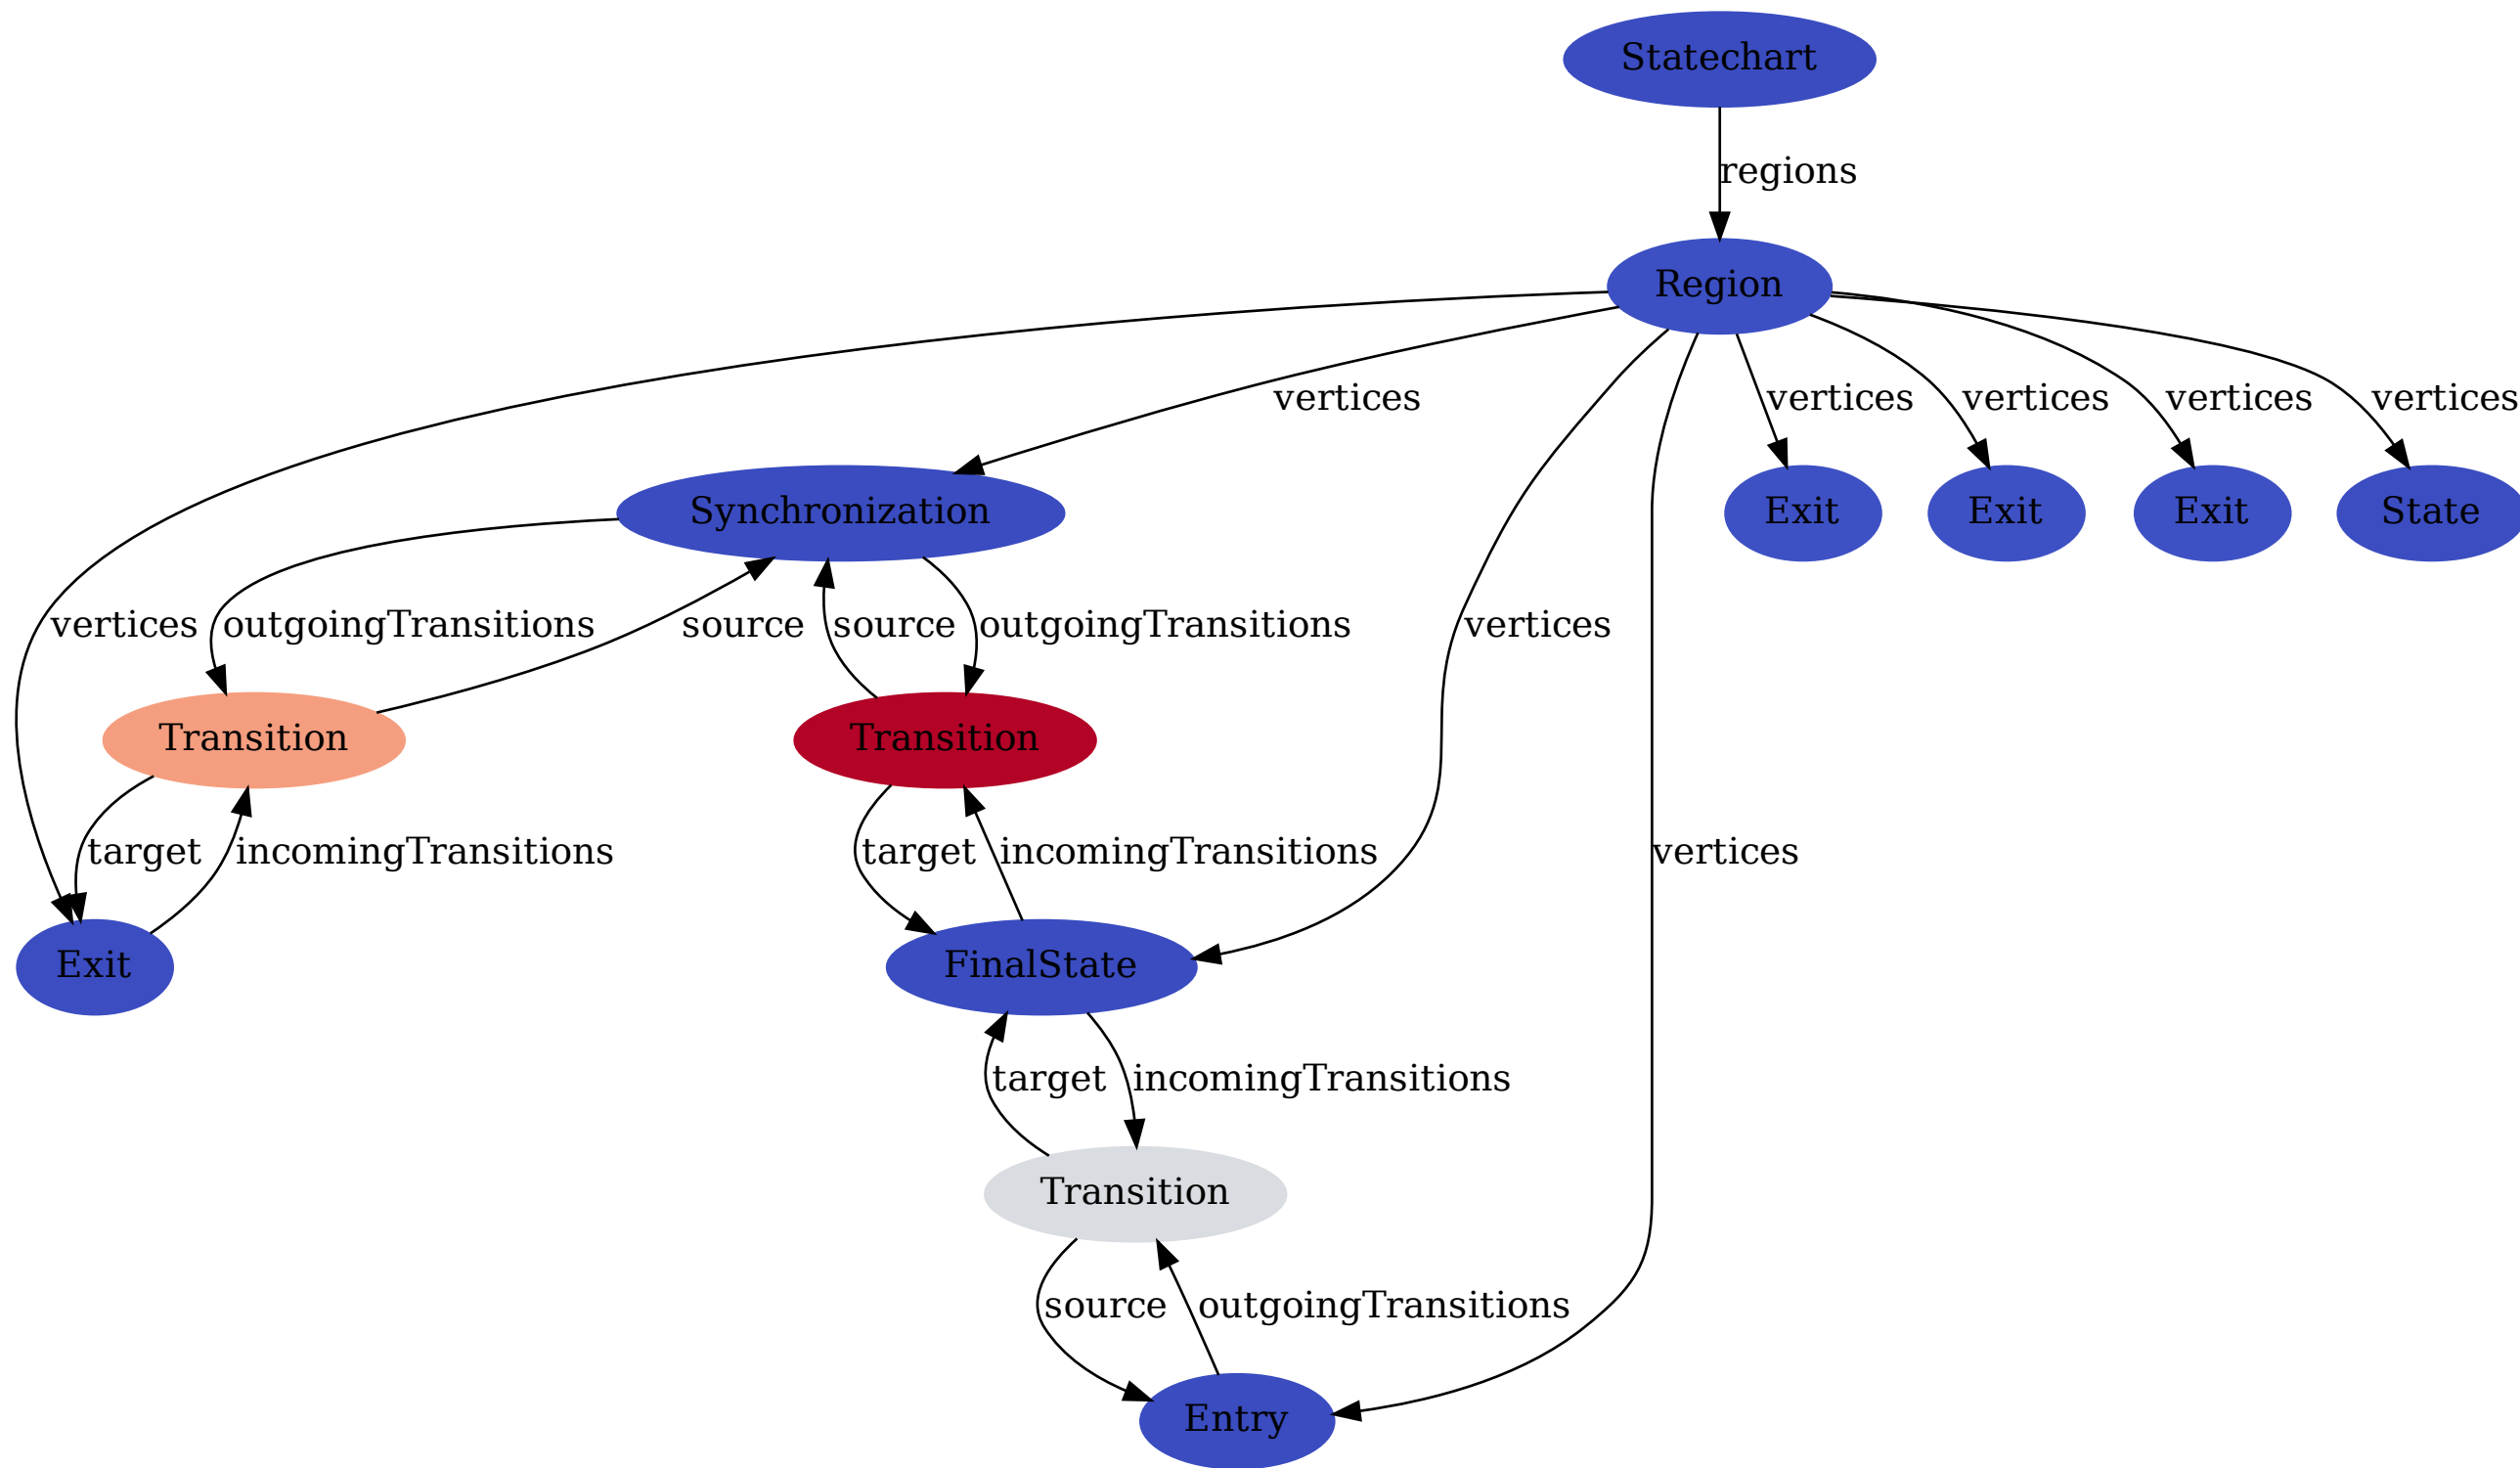 Statechart
regions
Region
vertices
vertices
vertices
vertices
vertices
Synchronization
Exit
Exit
Exit
State
vertices
outgoingTransitions
source
source
outgoingTransitions
vertices
Transition
Transition
target
incomingTransitions
target
incomingTransitions
vertices
Exit
FinalState
target
incomingTransitions
Transition
source
outgoingTransitions
Entry